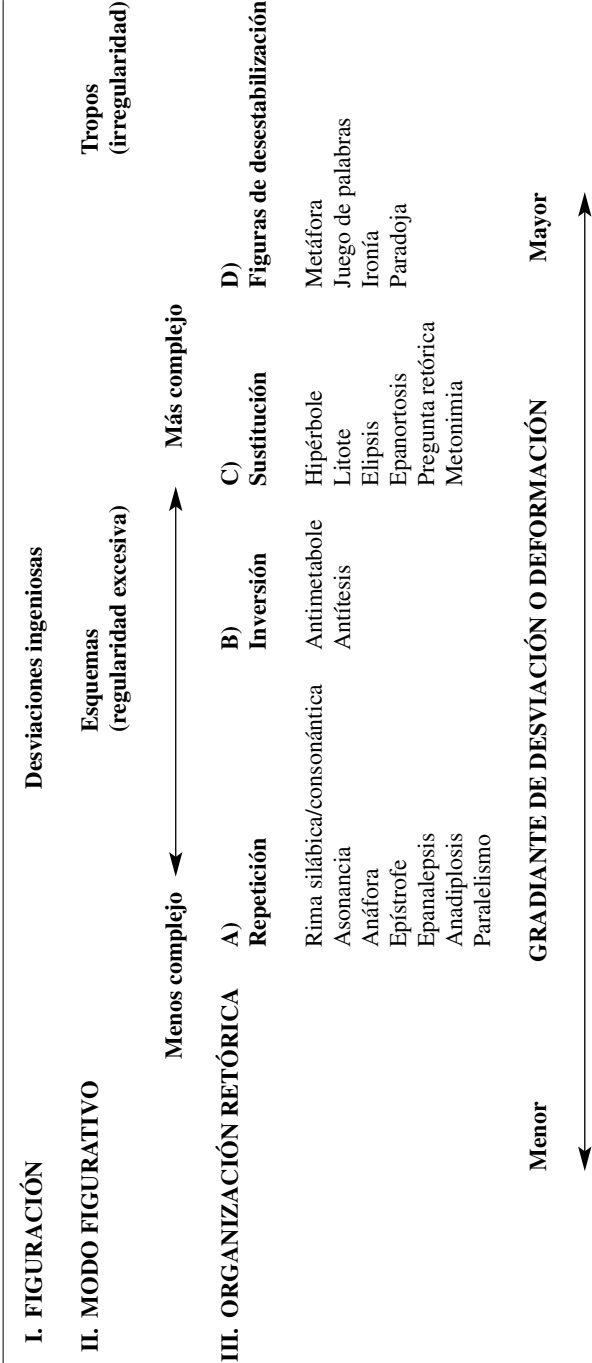 I. FIGURACIÓN
Desviaciones ingeniosas
II. MODO FIGURATIVO
Esquemas
(regularidad excesiva)
Tropos
(irregularidad)
Menos complejo
Más complejo
III. ORGANIZACIÓN RETÓRICA
A)
Repetición
B)
Inversión
C)
Sustitución
D)
Figuras de desestabilización
Rima silábica/consonántica
Asonancia
Anáfora
Epístrofe
Epanalepsis
Anadiplosis
Paralelismo
Antimetabole
Antítesis
Hipérbole
Litote
Elipsis
Epanortosis
Pregunta retórica
Metonimia
Metáfora
Juego de palabras
Ironía
Paradoja
Menor
GRADIANTE DE DESVIACIÓN O DEFORMACIÓN
Mayor